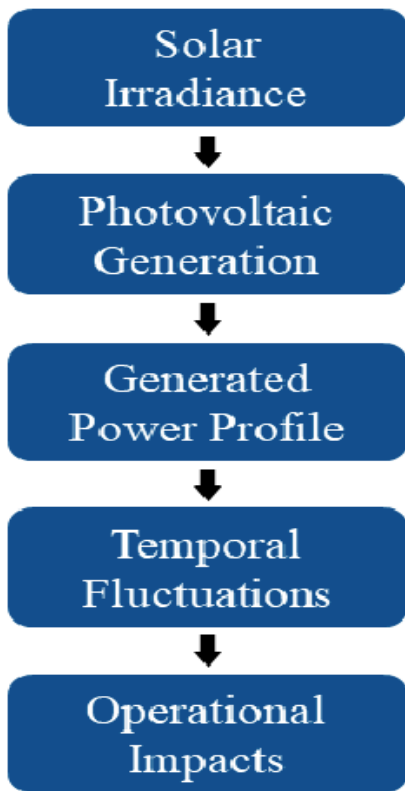 Solar
Irradiance
Photovoltaic
Generation
Generated
Power Profile
Temporal
Fluctuations
Operational
Impacts